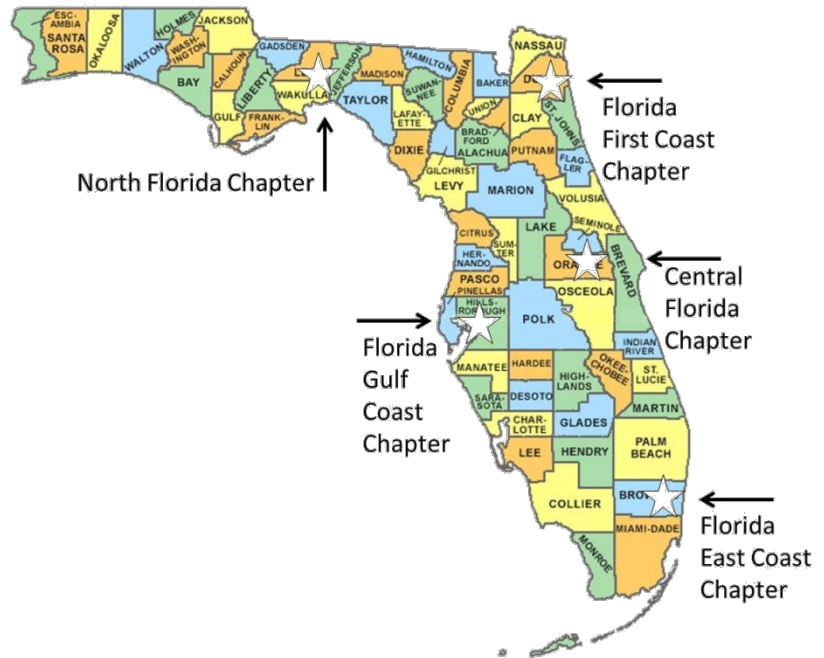 ESC-
AMBIA
SANTA
ROSA
OKALOOSA
WALTON
HOLMES
WASH-
INGTON
JACKSON
BAY
CALHOUN
GULF
LIBERTY
GADSDEN
FRANK-
LIN
WAKULLA
JEFFERSON
MADISON
TAYLOR
HAMILTON
SUWAN-
NEE
LAFAY-
ETTE
DIXIE
COLUMBIA
BAKER
UNION
BRAD-
FORD
ALACHUA
GILCHRIST
LEVY
NASSAU
CLAY
ST. JOHNS
PUTNAM
FLAG-
LER
MARION
VOLUSIA
SEMINOLE
LAKE
CITRUS
SUM-
TER
HER-
NANDO
PASCO
PINELLAS
HILLS-
BOROUGH
BREVARD
OSCEOLA
POLK
INDIAN
RIVER
MANATEE
HARDEE
HIGH-
LANDS
OKEE-
CHOBEE
ST.
LUCIE
SARA-
SOTA
DESOTO
MARTIN
CHAR-
LOTTE
GLADES
LEE
HENDRY
PALM
BEACH
COLLIER
BRO
MIAMI-DADE
MONROE
North Florida Chapter
Florida
First Coast
Chapter
Central
Florida
Chapter
Florida
Gulf
Coast
Chapter
Florida
East Coast
Chapter